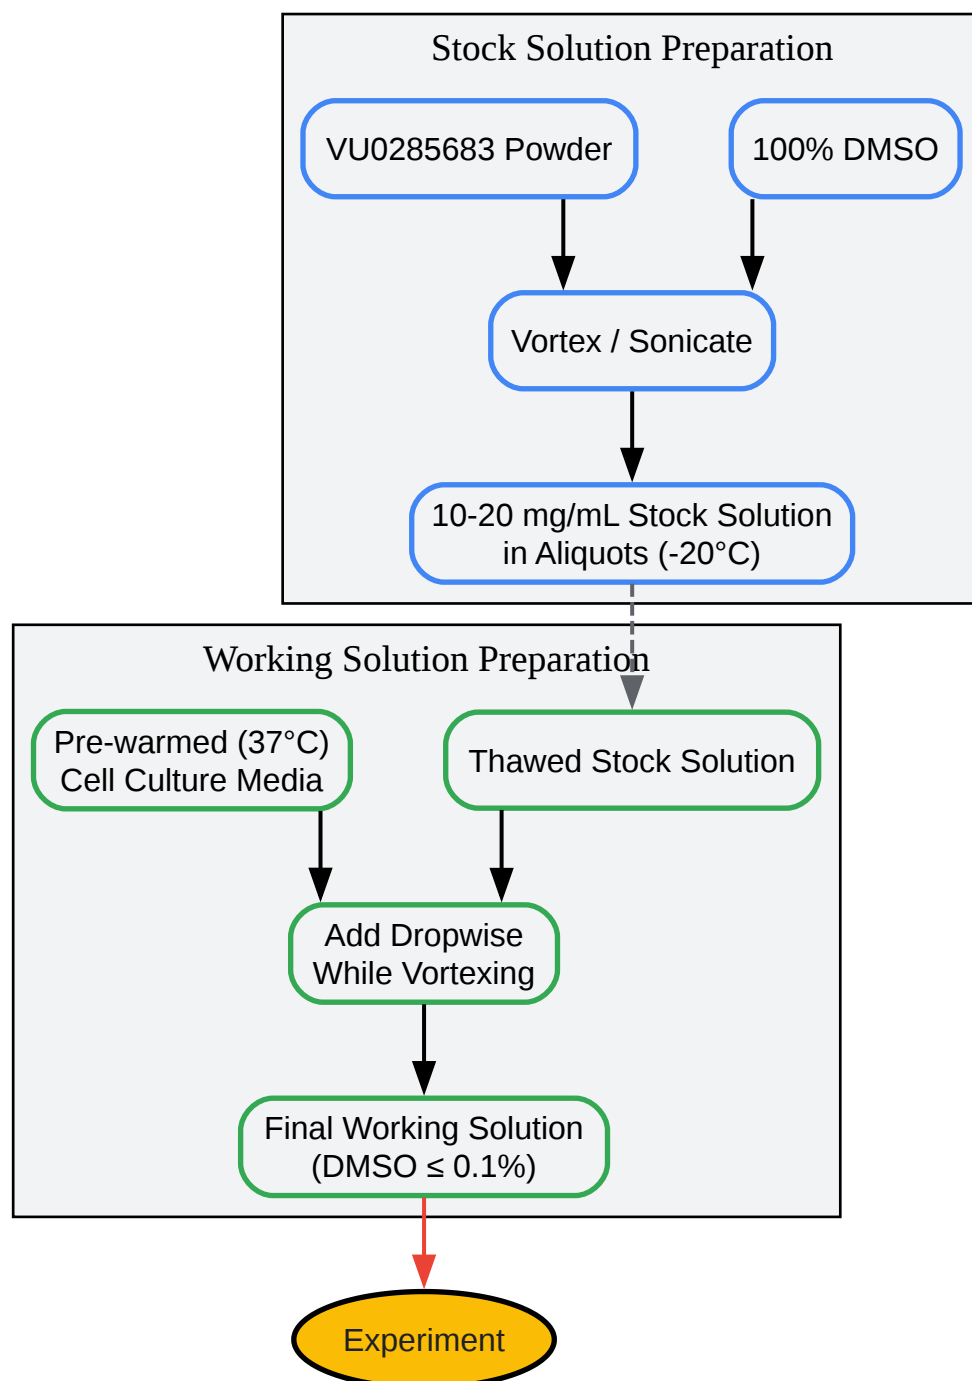 Stock Solution Preparation
VU0285683 Powder
100% DMSO
Vortex / Sonicate
10-20 mg/mL Stock Solution
in Aliquots (-20°C)
Working Solution Preparation
Pre-warmed (37°C)
Cell Culture Media
Thawed Stock Solution
Add Dropwise
While Vortexing
Final Working Solution
(DMSO ≤ 0.1%)
Experiment